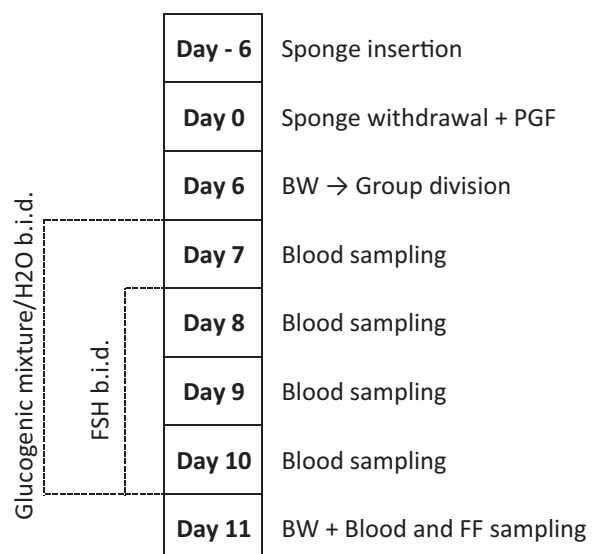 Day - 6 Sponge insertion
Day 0 Sponge withdrawal + PGF
Day 6 BW → Group division
Day 7 Blood sampling
Day 8 Blood sampling
Day 9 Blood sampling
Day 10 Blood sampling
Day 11 BW + Blood and FF sampling
Glucogenic mixture/H2O b.i.d.
FSH b.i.d.